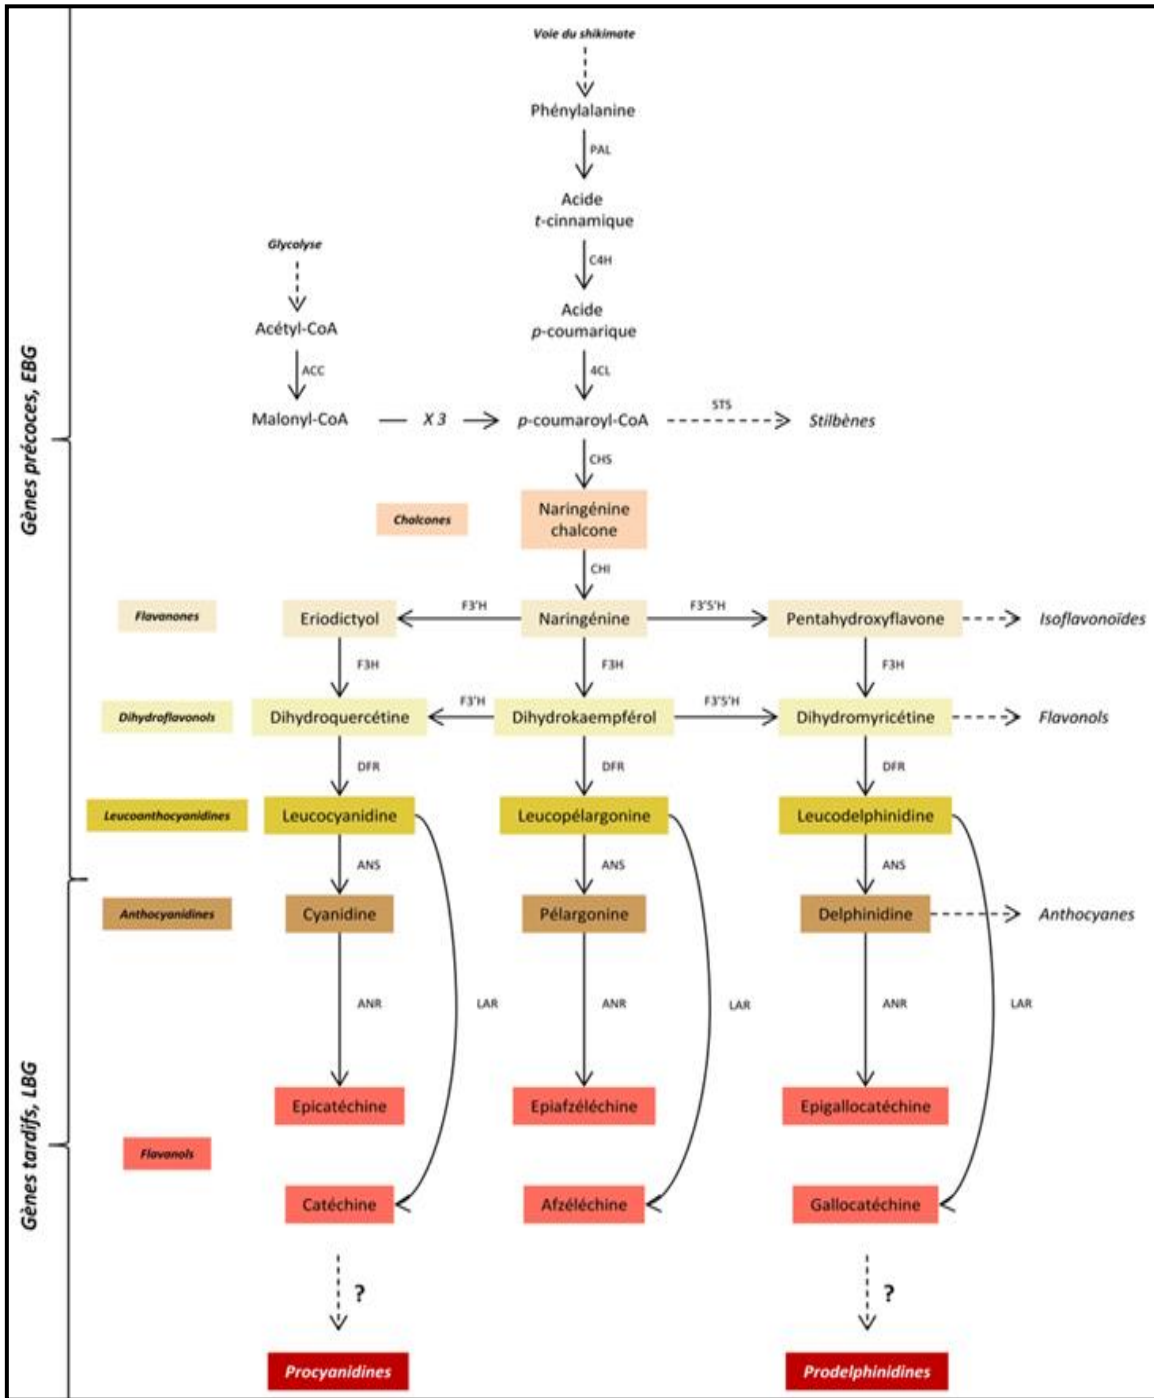 Voie du shikimate
Phénylalanine
PAL
Acide
t-cinnamique
Glycolyse
C4H
Acétyl-CoA
Acide
p-coumarique
ACC
4CL
Malonyl-CoA
X 3
p-coumaroyl-CoA
STS
Stilbènes
CHS
Chalcones
Naringénine
chalcone
CHI
Flavanones
Eriodictyol
F3'H
Naringénine
F3'5'H
Pentahydroxyflavone
Isoflavonoïdes
F3H
F3H
F3H
Dihydroflavonols
Dihydroquercétine
F3'H
Dihydrokaempférol
F3'5'H
Dihydromyricétine
Flavonols
DFR
DFR
DFR
Leucoanthocyanidines
Leucocyanidine
Leucopélargonine
Leucodelphinidine
ANS
ANS
ANS
Anthocyanidines
Cyanidine
Pélargonine
Delphinidine
Anthocyanes
ANR
LAR
ANR
LAR
ANR
LAR
Epicatéchine
Epiafzéléchine
Epigallocatéchine
Flavanols
Catéchine
Afzéléchine
Gallocatéchine
?
?
Procyanidines
Prodelphinidines
Gènes précoces, EBG
Gènes tardifs, LBG